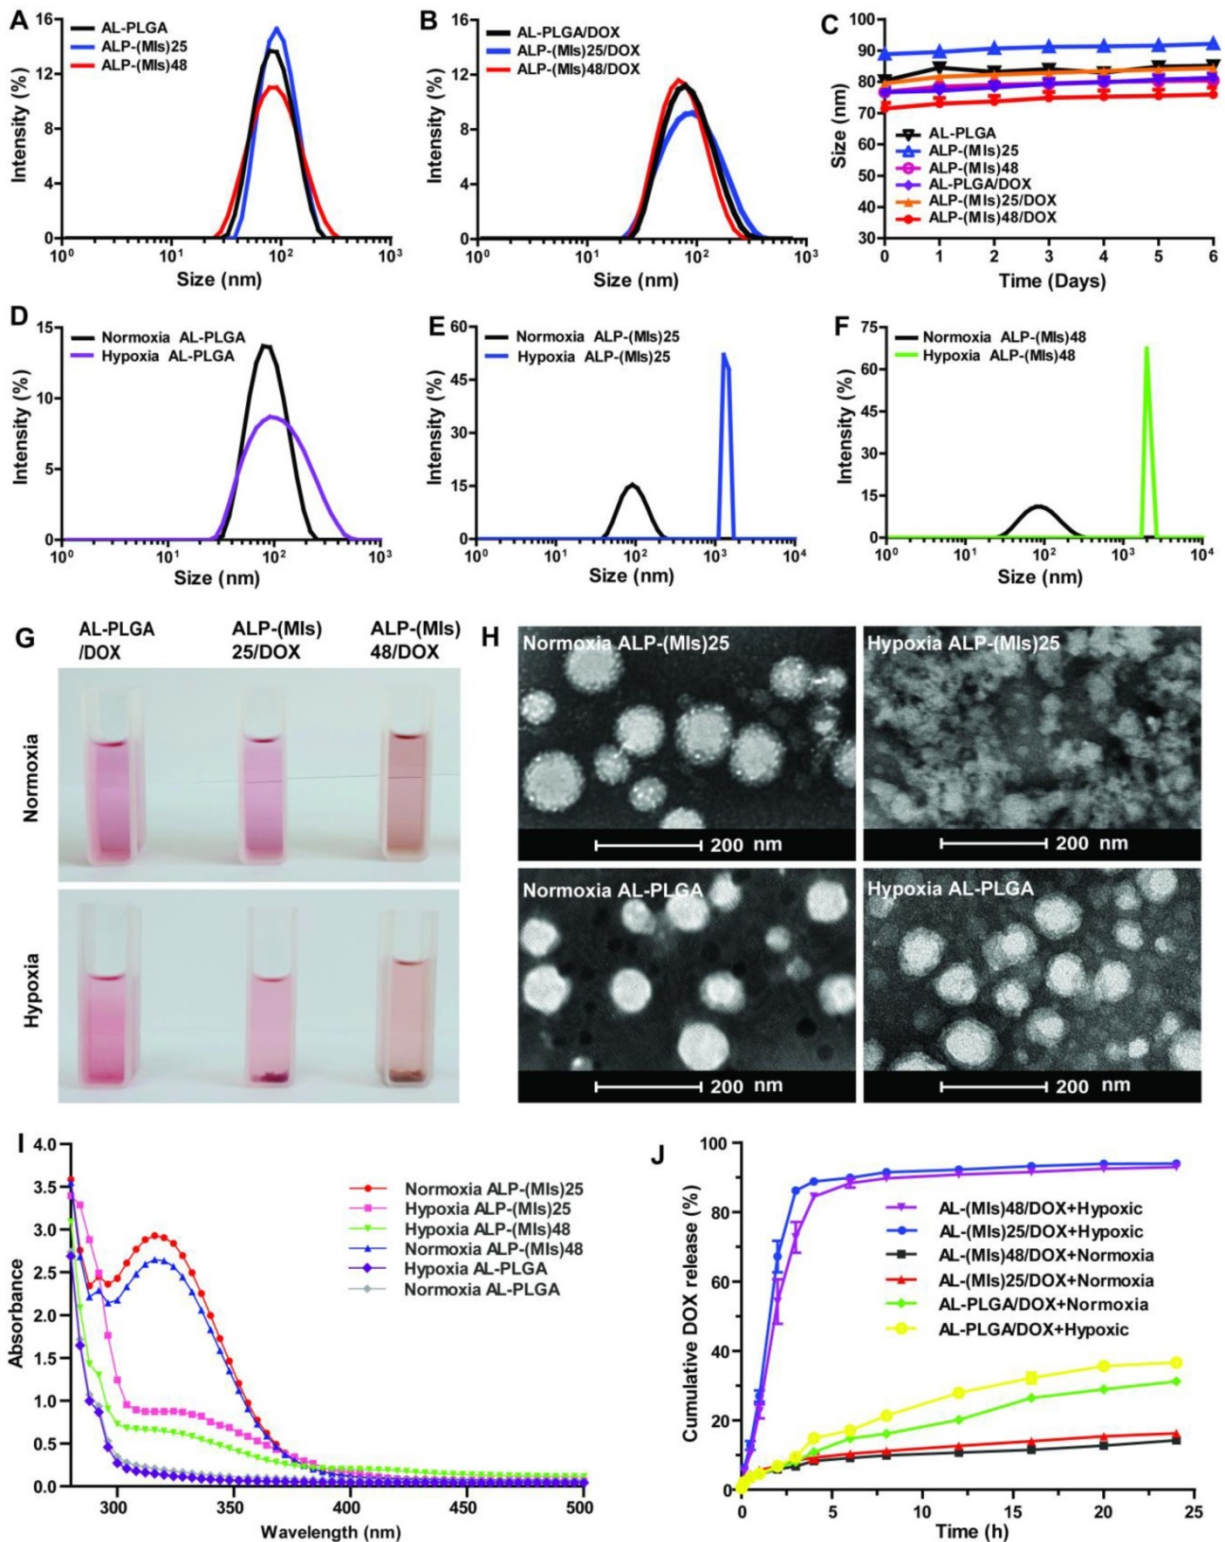 A
16
12
8
4
0
Intensity (%)
AL-PLGA
ALP-(MIs)25
ALP-(MIs)48
10⁰ 10¹ 10² 10³
Size (nm)
B
16
12
8
4
0
Intensity (%)
AL-PLGA/DOX
ALP-(MIs)25/DOX
ALP-(MIs)48/DOX
10⁰ 10¹ 10² 10³
Size (nm)
C
100
90
80
70
60
50
40
30
Size (nm)
AL-PLGA
ALP-(MIs)25
ALP-(MIs)48
AL-PLGA/DOX
ALP-(MIs)25/DOX
ALP-(MIs)48/DOX
0 1 2 3 4 5 6
Time (Days)
D
15
10
5
0
Intensity (%)
Normoxia AL-PLGA
Hypoxia AL-PLGA
10⁰ 10¹ 10² 10³
Size (nm)
E
60
45
30
15
0
Intensity (%)
Normoxia ALP-(MIs)25
Hypoxia ALP-(MIs)25
10⁰ 10¹ 10² 10³ 10⁴
Size (nm)
F
75
60
45
30
15
0
Intensity (%)
Normoxia ALP-(MIs)48
Hypoxia ALP-(MIs)48
10⁰ 10¹ 10² 10³ 10⁴
Size (nm)
G
AL-PLGA
/DOX
ALP-(MIs)
25/DOX
ALP-(MIs)
48/DOX
Normoxia
Hypoxia
H
Normoxia ALP-(MIs)25
200 nm
Hypoxia ALP-(MIs)25
200 nm
Normoxia AL-PLGA
200 nm
Hypoxia AL-PLGA
200 nm
I
4.0
3.5
3.0
2.5
2.0
1.5
1.0
0.5
0.0
Absorbance
Normoxia ALP-(MIs)25
Hypoxia ALP-(MIs)25
Hypoxia ALP-(MIs)48
Normoxia ALP-(MIs)48
Hypoxia AL-PLGA
Normoxia AL-PLGA
300 350 400 450 500
Wavelength (nm)
J
100
80
60
40
20
0
Cumulative DOX release (%)
AL-(MIs)48/DOX+Hypoxic
AL-(MIs)25/DOX+Hypoxic
AL-(MIs)48/DOX+Normoxia
AL-(MIs)25/DOX+Normoxia
AL-PLGA/DOX+Normoxia
AL-PLGA/DOX+Hypoxic
0 5 10 15 20 25
Time (h)